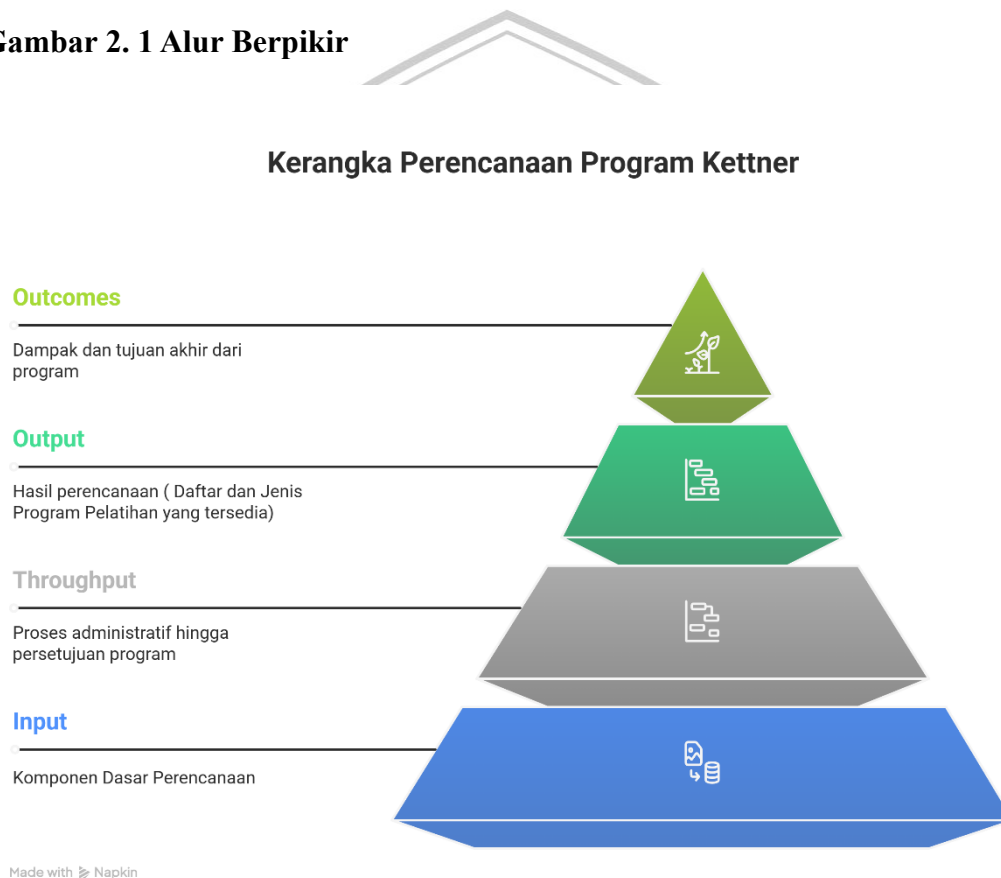 Gambar 2. 1 Alur Berpikir
Kerangka Perencanaan Program Kettner
Outcomes
Dampak dan tujuan akhir dari
program
Output
Hasil perencanaan ( Daftar dan Jenis
Program Pelatihan yang tersedia)
Throughput
Proses administratif hingga
persetujuan program
Input
Komponen Dasar Perencanaan
Made with Napkin